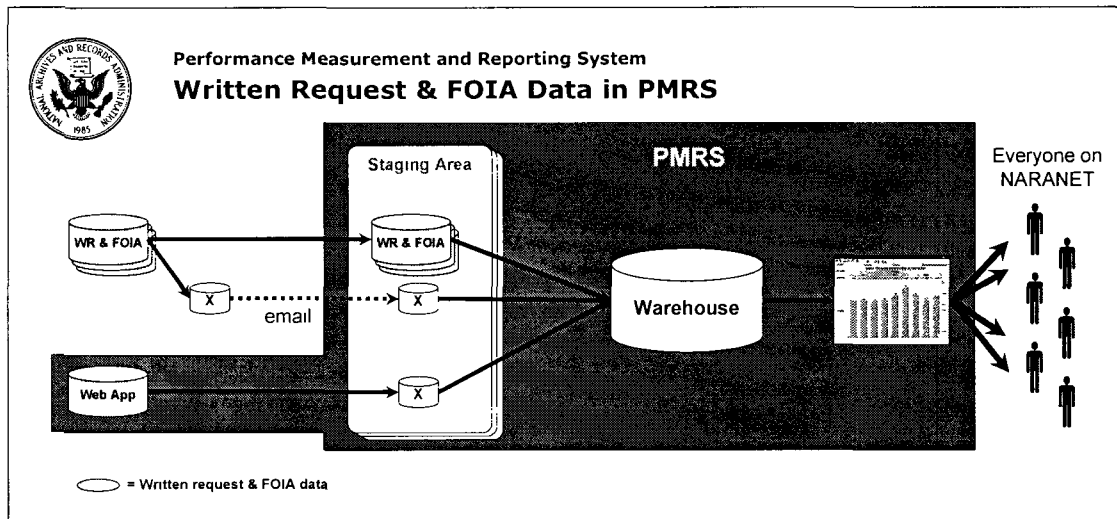 Performance Measurement and Reporting System
Written Request & FOIA Data in PMRS
NATIONAL ARCHIVES AND RECORDS ADMINISTRATION
1985
Staging Area
PMRS
Everyone on
NARANET
WR & FOIA
WR & FOIA
X
email
X
Warehouse
Web App
X
= Written request & FOIA data